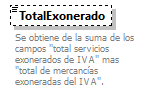 TotalExonerado
Se obtiene de la suma de los
campos "total servicios
exonerados de IVA" mas
"total de mercancías
exoneradas del IVA".